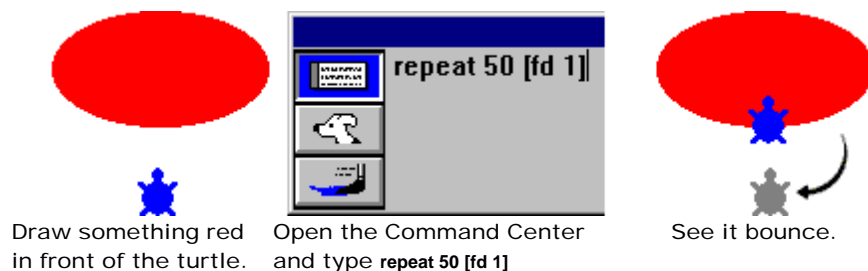 repeat 50 [fd 1]
Draw something red
in front of the turtle.
Open the Command Center
and type repeat 50 [fd 1]
See it bounce.